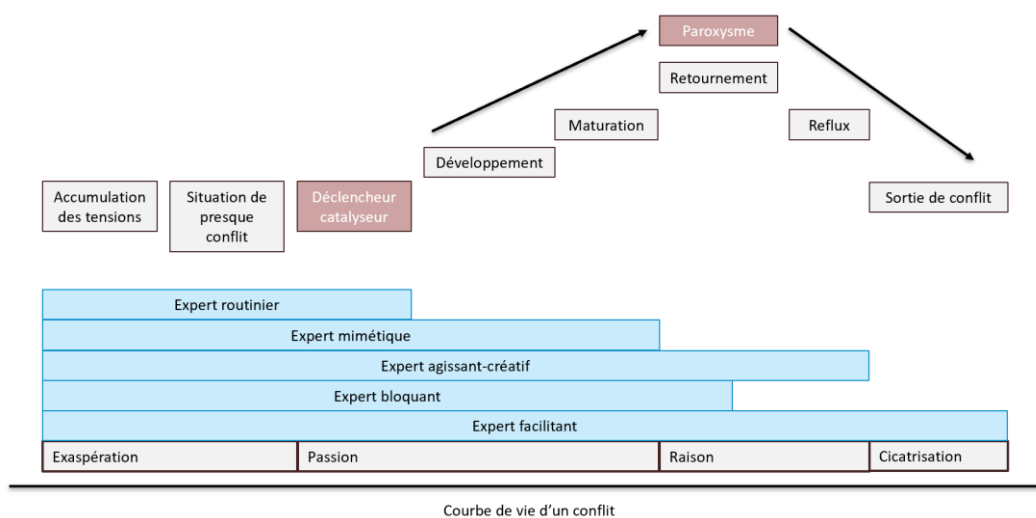 Paroxysme
Retournement
Maturation
Reflux
Développement
Accumulation
des tensions
Situation de
presque
conflit
Déclencheur
catalyseur
Sortie de conflit
Expert routinier
Expert mimétique
Expert agissant-créatif
Expert bloquant
Expert facilitant
Exaspération
Passion
Raison
Cicatrisation
Courbe de vie d’un conflit